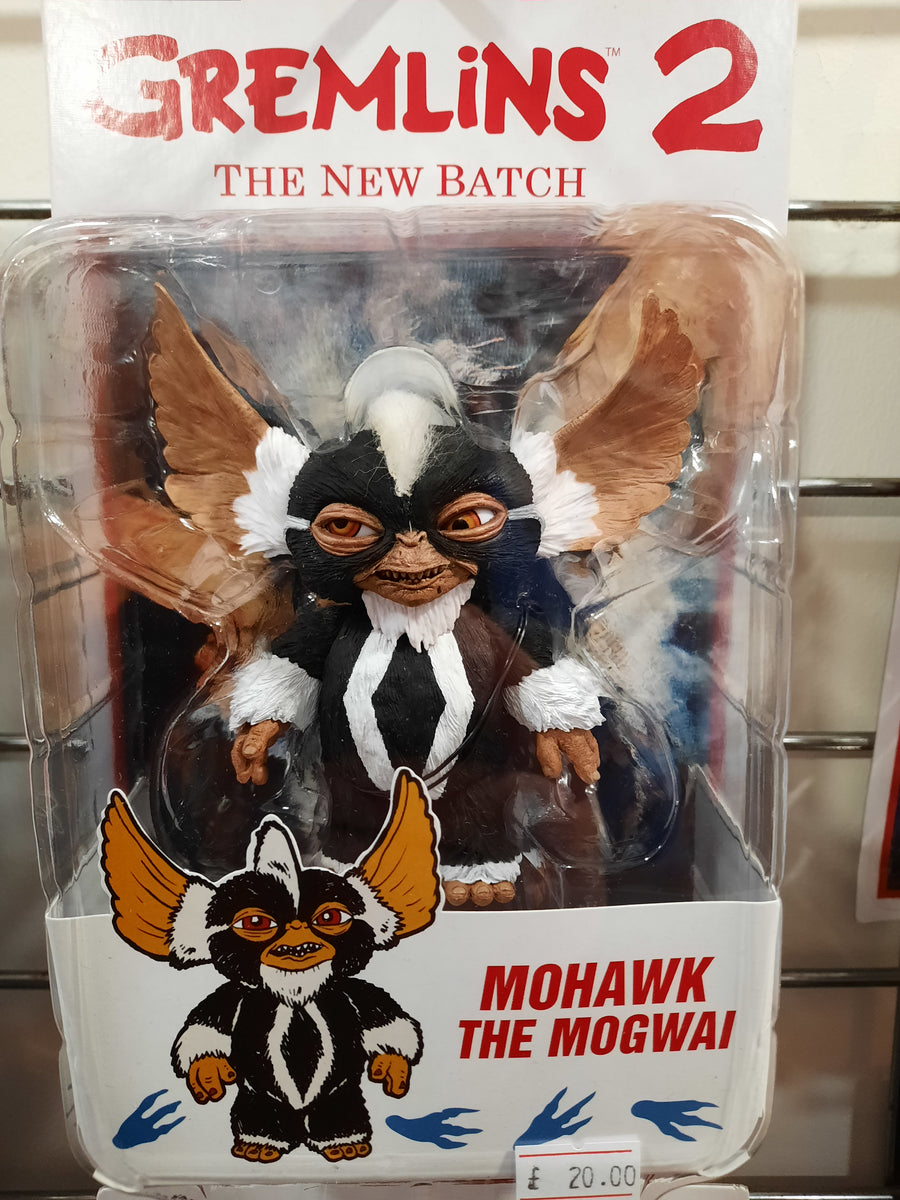 GREMLiNS™ 2
THE NEW BATCH
MOHAWK
THE MOGWAI
£ 20.00